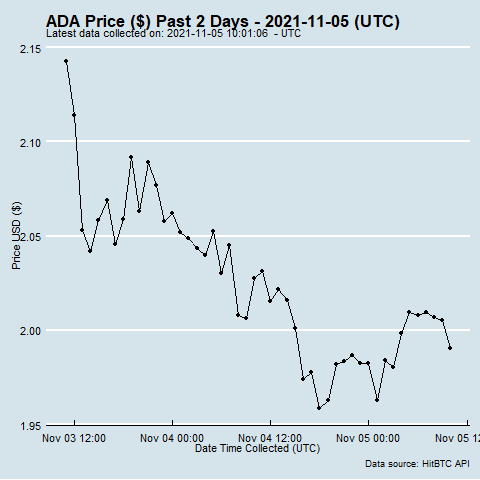 ADA Price ($) Past 2 Days - 2021-11-05 (UTC)
Latest data collected on: 2021-11-05 10:01:06  - UTC
2.15
2.10
2.05
2.00
1.95
Price USD ($)
Nov 03 12:00
Nov 04 00:00
Nov 04 12:00
Nov 05 00:00
Nov 05 12
Date Time Collected (UTC)
Data source: HitBTC API